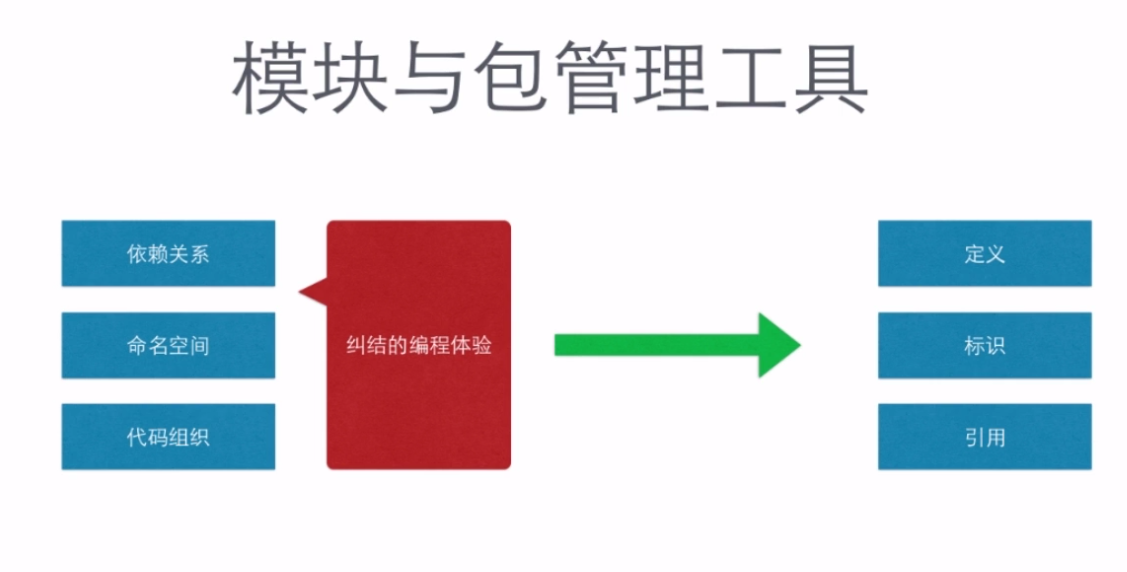 模块与包管理工具
依赖关系
命名空间
代码组织
纠结的编程体验
定义
标识
引用